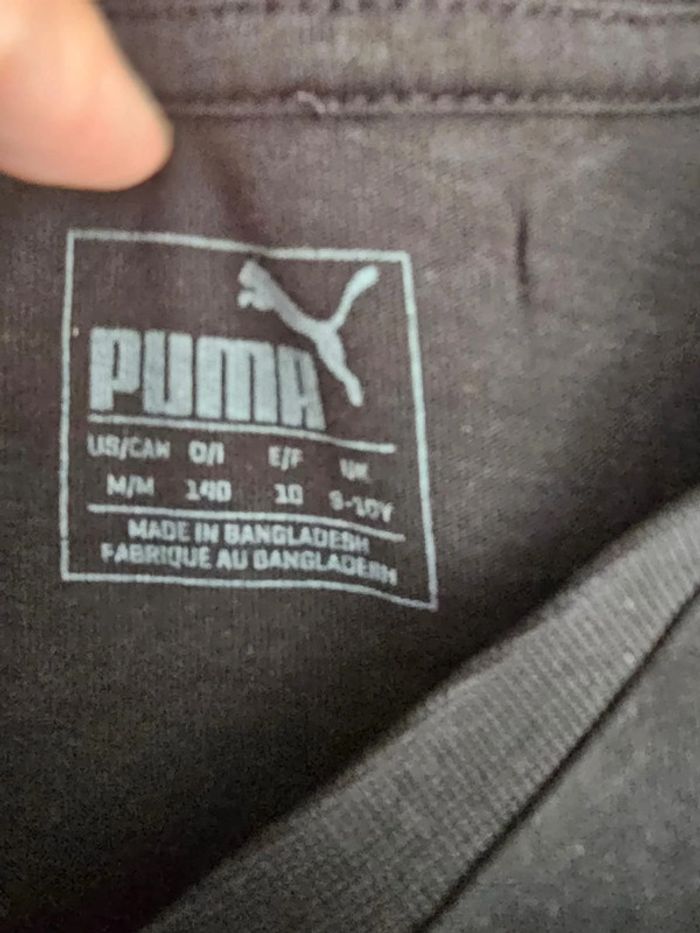 PUMA
US/CAN D/I E/F UK
M/M 140 10 9-10Y
MADE IN BANGLADESH
FABRIQUE AU BANGLADESH